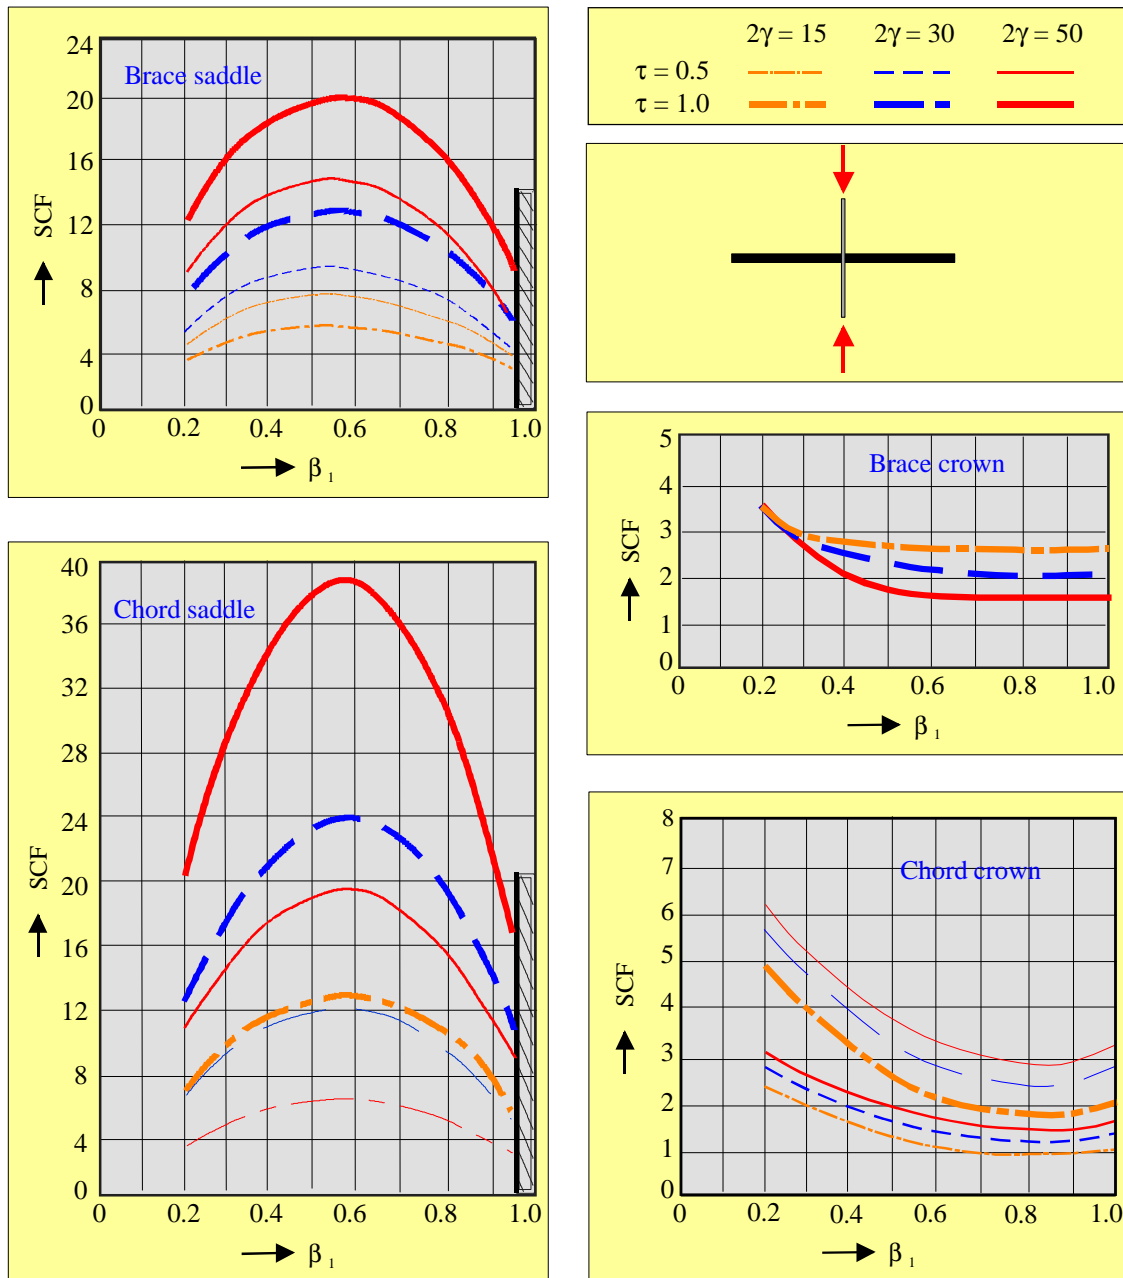 24
20
16
12
8
4
0
Brace saddle
SCF
0 0.2 0.4 0.6 0.8 1.0
β 1
2γ = 15 2γ = 30 2γ = 50
τ = 0.5
τ = 1.0
5
4
3
2
1
0
Brace crown
SCF
0 0.2 0.4 0.6 0.8 1.0
β 1
40
36
32
28
24
20
16
12
8
4
0
Chord saddle
SCF
0 0.2 0.4 0.6 0.8 1.0
β 1
8
7
6
5
4
3
2
1
0
Chord crown
SCF
0 0.2 0.4 0.6 0.8 1.0
β 1